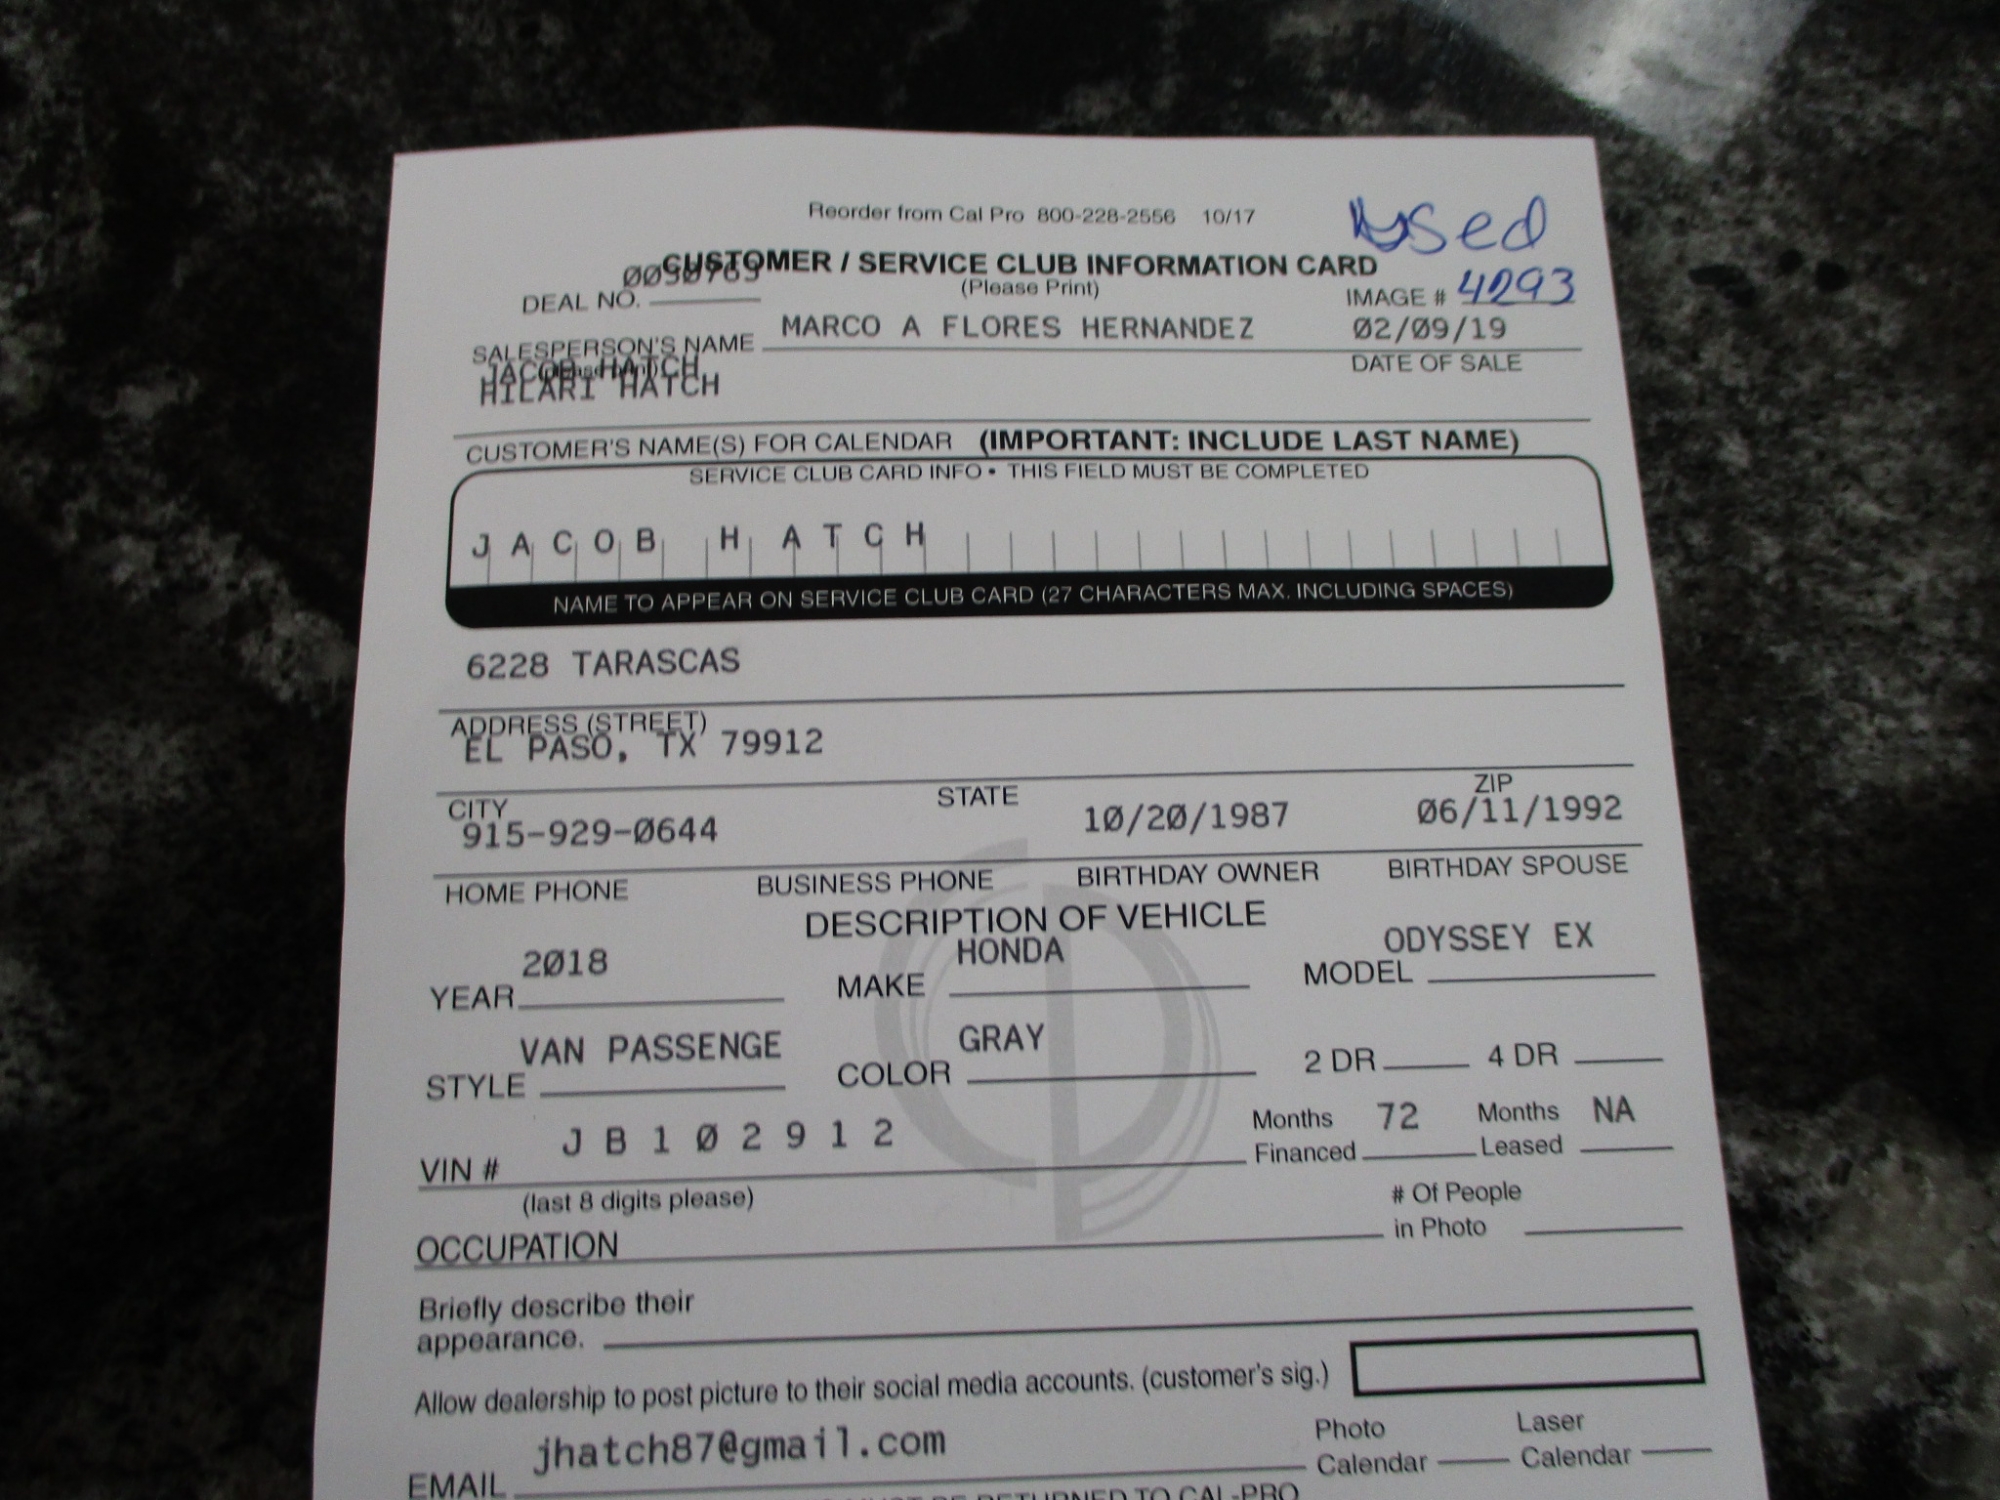 Reorder from Cal Pro 800-228-2556 10/17
used
CUSTOMER / SERVICE CLUB INFORMATION CARD
(Please Print)
DEAL NO.
IMAGE # 4293
SALESPERSON'S NAME MARCO A FLORES HERNANDEZ 02/09/19
DATE OF SALE
JACOB HATCH
HILARI HATCH
CUSTOMER'S NAME(S) FOR CALENDAR (IMPORTANT: INCLUDE LAST NAME)
SERVICE CLUB CARD INFO • THIS FIELD MUST BE COMPLETED
JACOB HATCH
NAME TO APPEAR ON SERVICE CLUB CARD (27 CHARACTERS MAX. INCLUDING SPACES)
6228 TARASCAS
ADDRESS (STREET)
EL PASO, TX 79912
CITY STATE ZIP
915-929-0644 10/20/1987 06/11/1992
HOME PHONE BUSINESS PHONE BIRTHDAY OWNER BIRTHDAY SPOUSE
DESCRIPTION OF VEHICLE
YEAR 2018 MAKE HONDA MODEL ODYSSEY EX
STYLE VAN PASSENGE COLOR GRAY 2 DR 4 DR
VIN # JB102912
(last 8 digits please)
Months Financed 72 Months Leased NA
OCCUPATION
# Of People in Photo
Briefly describe their
appearance.
Allow dealership to post picture to their social media accounts. (customer's sig.)
EMAIL jhatch87@gmail.com
Photo Calendar Laser Calendar
RETURNED TO CAL-PRO